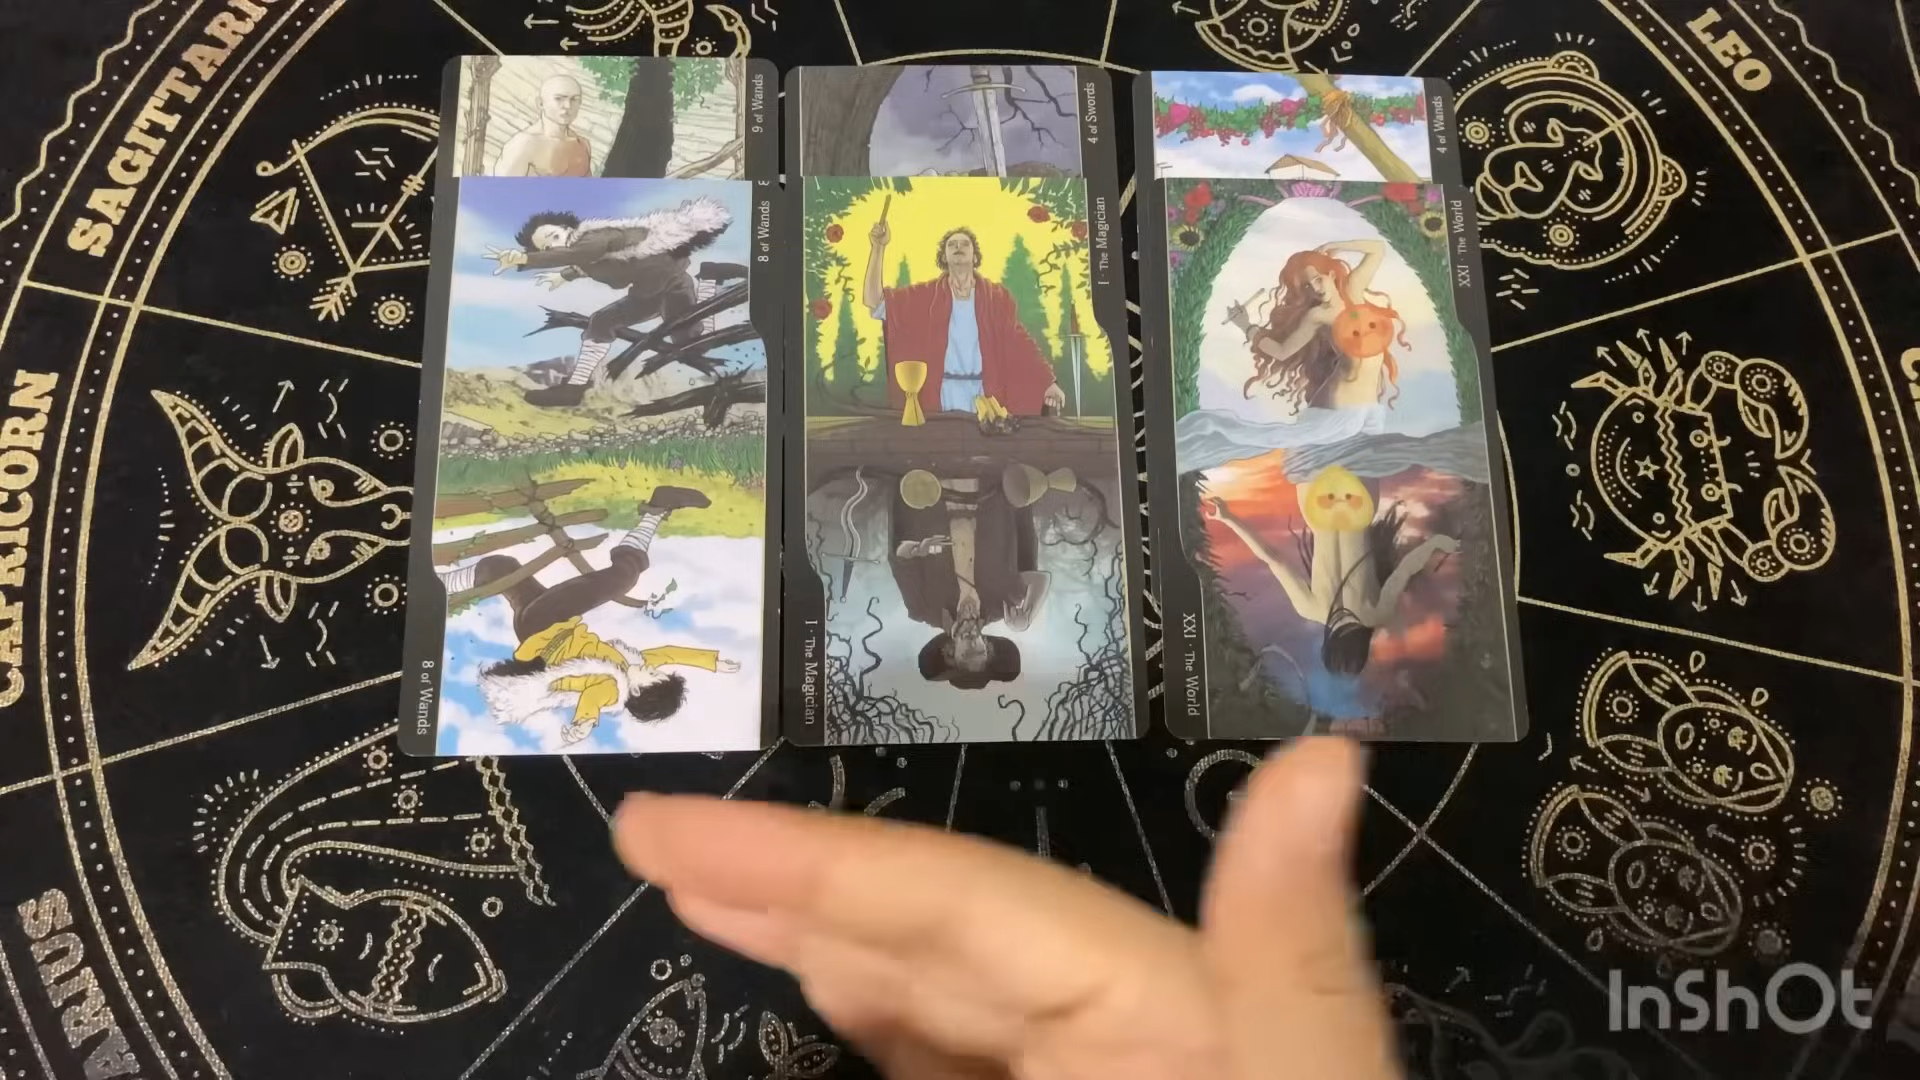 SAGITTARI
LEO
9 of Wands
4 of Swords
4 of Wands
8 of Wands
I · The Magician
XXI · The World
CAPRICORN
8 of Wands
I · The Magician
XXI · The World
ARIUS
InShOt